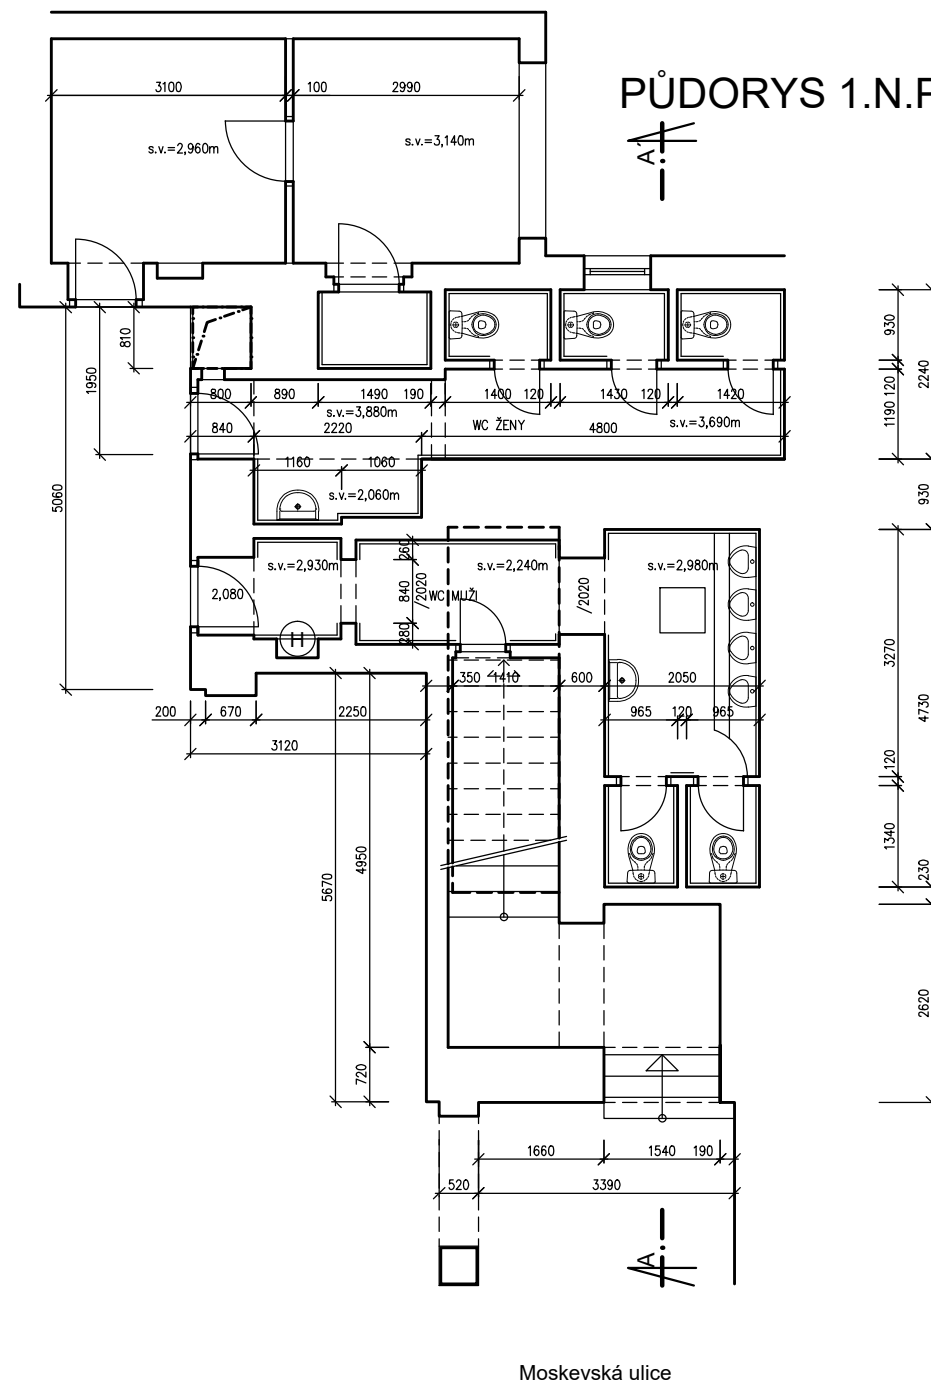 PŮDORYS 1.N.P
3100 100 2990
s.v.=2,960m
s.v.=3,140m
A'
810
1950
5060
930
120
1190
2240
800 890 1490 190 1400 120 1430 120 1420
s.v.=3,880m
WC ŽENY
s.v.=3,690m
840 2220 4800
1160 1060
s.v.=2,060m
930
260
840
280
/2020
s.v.=2,930m
s.v.=2,240m
WC MUŽI
/2020
s.v.=2,980m
2,080
H
3270
4730
350 1410 600 2050
200 670 2250
965 120 965
3120
120
1340
230
4950
5670
2620
720
1660 1540 190
520 3390
A
Moskevská ulice